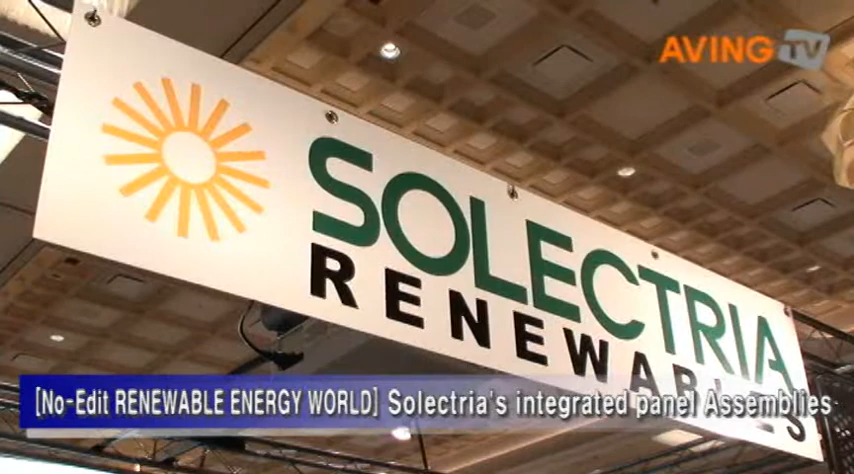 AVING TV
SOLECTRIA
RENEWABLES
[No-Edit RENEWABLE ENERGY WORLD] Solectria's integrated panel Assemblies